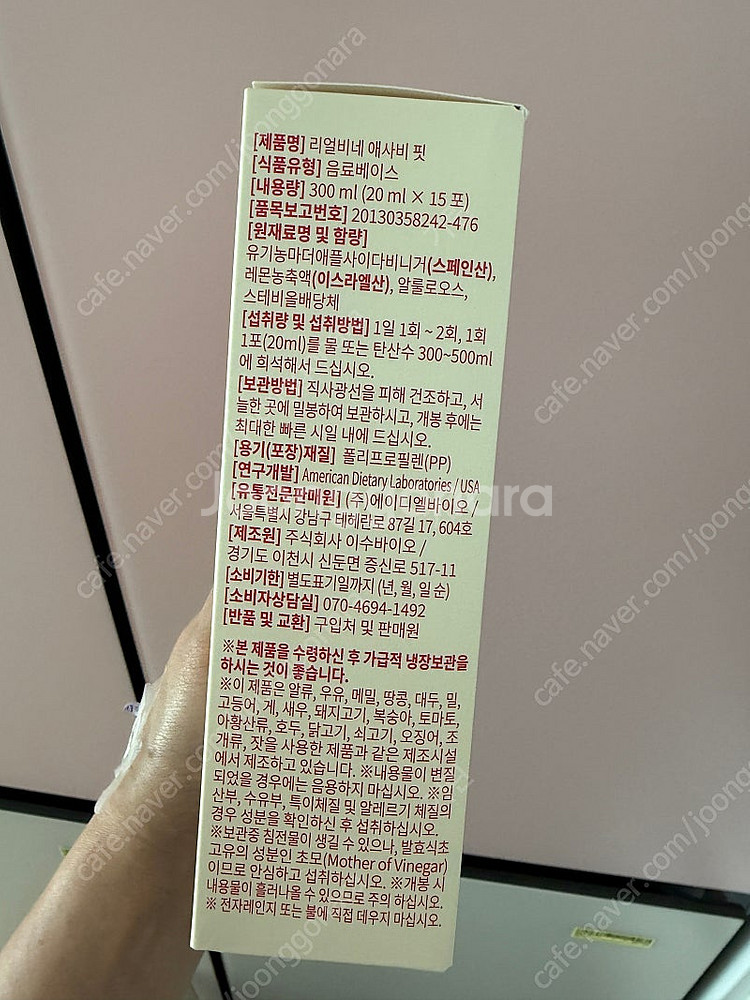 [제품명] 리얼비네 애사비 핏
[식품유형] 음료베이스
[내용량] 300 ml (20 ml × 15 포)
[품목보고번호] 20130358242-476
[원재료명 및 함량]
유기농마더애플사이다비니거(스페인산),
레몬농축액(이스라엘산), 알룰로오스,
스테비올배당체
[섭취량 및 섭취방법] 1일 1회 ~ 2회, 1회
1포(20ml)를 물 또는 탄산수 300~500ml
에 희석해서 드십시오.
[보관방법] 직사광선을 피해 건조하고, 서
늘한 곳에 밀봉하여 보관하시고, 개봉 후에는
최대한 빠른 시일 내에 드십시오.
[용기(포장)재질] 폴리프로필렌(PP)
[연구개발] American Dietary Laboratories / USA
[유통전문판매원] (주)에이디엘바이오 /
서울특별시 강남구 테헤란로 87길 17, 604호
[제조원] 주식회사 이수바이오 /
경기도 이천시 신둔면 증신로 517-11
[소비기한] 별도표기일까지 (년, 월, 일 순)
[소비자상담실] 070-4694-1492
[반품 및 교환] 구입처 및 판매원
※본 제품을 수령하신 후 가급적 냉장보관을
하시는 것이 좋습니다.
※이 제품은 알류, 우유, 메밀, 땅콩, 대두, 밀,
고등어, 게, 새우, 돼지고기, 복숭아, 토마토,
아황산류, 호두, 닭고기, 쇠고기, 오징어, 조
개류, 잣을 사용한 제품과 같은 제조시설
에서 제조하고 있습니다. ※내용물이 변질
되었을 경우에는 음용하지 마십시오. ※임
산부, 수유부, 특이체질 및 알레르기 체질의
경우 성분을 확인하신 후 섭취하십시오.
※보관중 침전물이 생길 수 있으나, 발효식초
고유의 성분인 초모(Mother of Vinegar)
이므로 안심하고 섭취하십시오. ※개봉 시
내용물이 흘러나올 수 있으므로 주의 하십시오.
※ 전자레인지 또는 불에 직접 데우지 마십시오.
joonggonara
cafe.naver.com/joonggonara